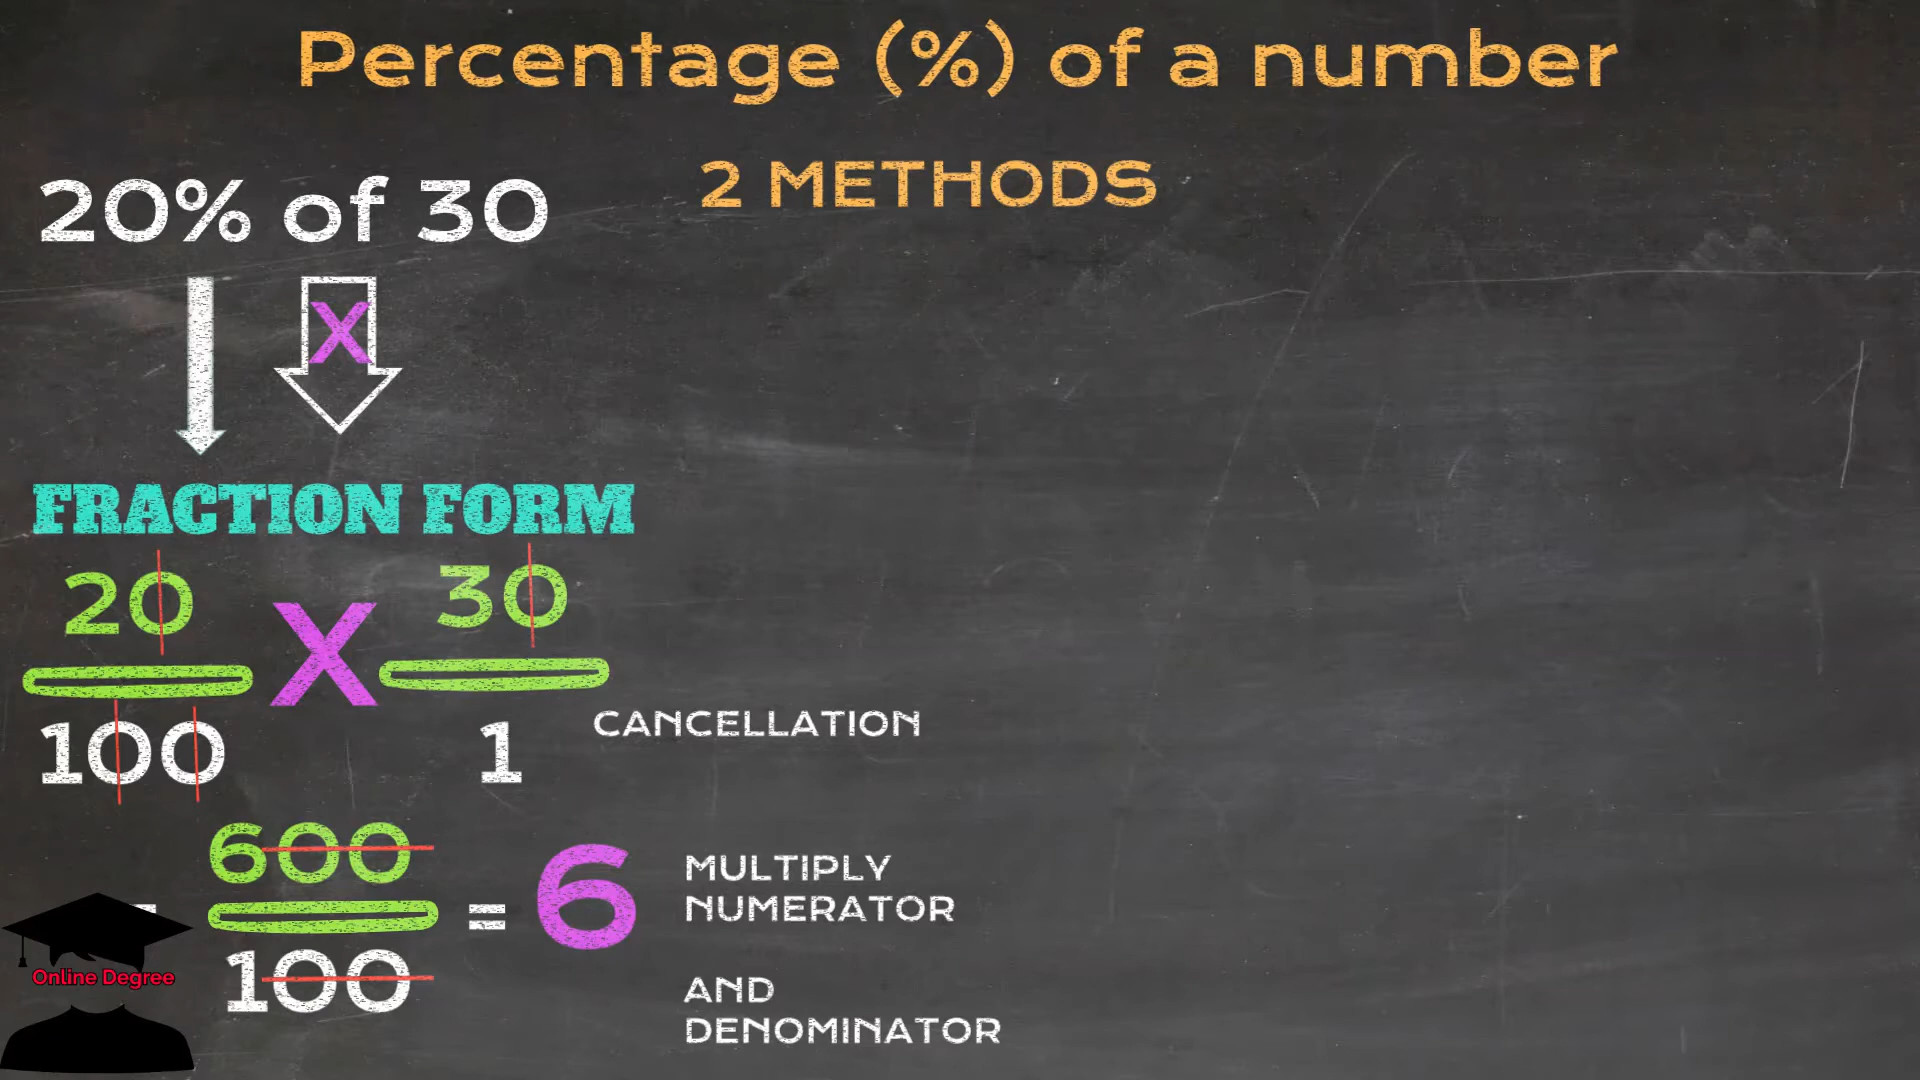 Percentage (%) of a number
2 METHODS
20% of 30
X
FRACTION FORM
20 X 30
100 1
CANCELLATION
600
= = 6
100
MULTIPLY
NUMERATOR
AND
DENOMINATOR
Online Degree